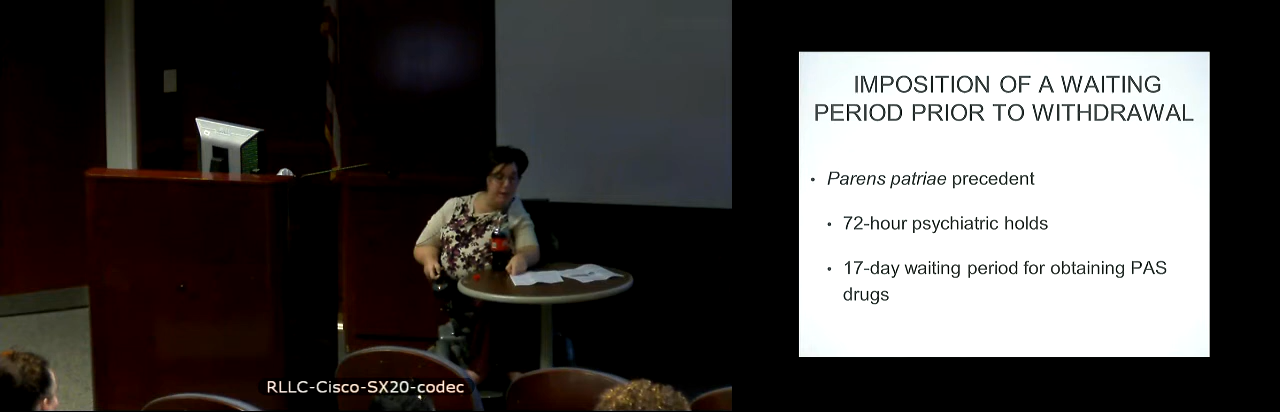 IMPOSITION OF A WAITING
PERIOD PRIOR TO WITHDRAWAL
• Parens patriae precedent
• 72-hour psychiatric holds
• 17-day waiting period for obtaining PAS
drugs
RLLC-Cisco-SX20-codec